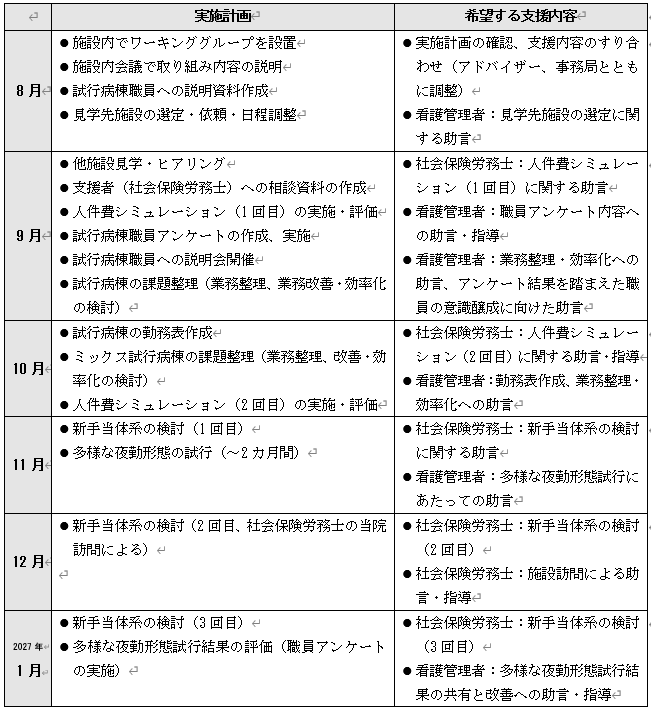 実施計画
希望する支援内容
8月
●施設内でワーキンググループを設置
●施設内会議で取り組み内容の説明
●試行病棟職員への説明資料作成
●見学先施設の選定・依頼・日程調整
●実施計画の確認、支援内容のすり合
わせ（アドバイザー、事務局ととも
に調整）
●看護管理者：見学先施設の選定に関
する助言
9月
●他施設見学・ヒアリング
●支援者（社会保険労務士）への相談資料の作成
●人件費シミュレーション（1回目）の実施・評価
●試行病棟職員アンケートの作成、実施
●試行病棟職員への説明会開催
●試行病棟の課題整理（業務整理、業務改善・効率化
の検討）
●社会保険労務士：人件費シミュレー
ション（1回目）に関する助言
●看護管理者：職員アンケート内容へ
の助言・指導
●看護管理者：業務整理・効率化への
助言、アンケート結果を踏まえた職
員の意識醸成に向けた助言
10月
●試行病棟の勤務表作成
●ミックス試行病棟の課題整理（業務整理、改善・効
率化の検討）
●人件費シミュレーション（2回目）の実施・評価
●社会保険労務士：人件費シミュレー
ション（2回目）に関する助言・指導
●看護管理者：勤務表作成、業務整理・
効率化への助言
11月
●新手当体系の検討（1回目）
●多様な夜勤形態の試行（～2カ月間）
●社会保険労務士：新手当体系の検討
に関する助言
●看護管理者：多様な夜勤形態試行に
あたっての助言
12月
●新手当体系の検討（2回目、社会保険労務士の当院
訪問による）
●社会保険労務士：新手当体系の検討
（2回目）
●社会保険労務士：施設訪問による助
言・指導
2027年
1月
●新手当体系の検討（3回目）
●多様な夜勤形態試行結果の評価（職員アンケート
の実施）
●社会保険労務士：新手当体系の検討
（3回目）
●看護管理者：多様な夜勤形態試行結
果の共有と改善への助言・指導